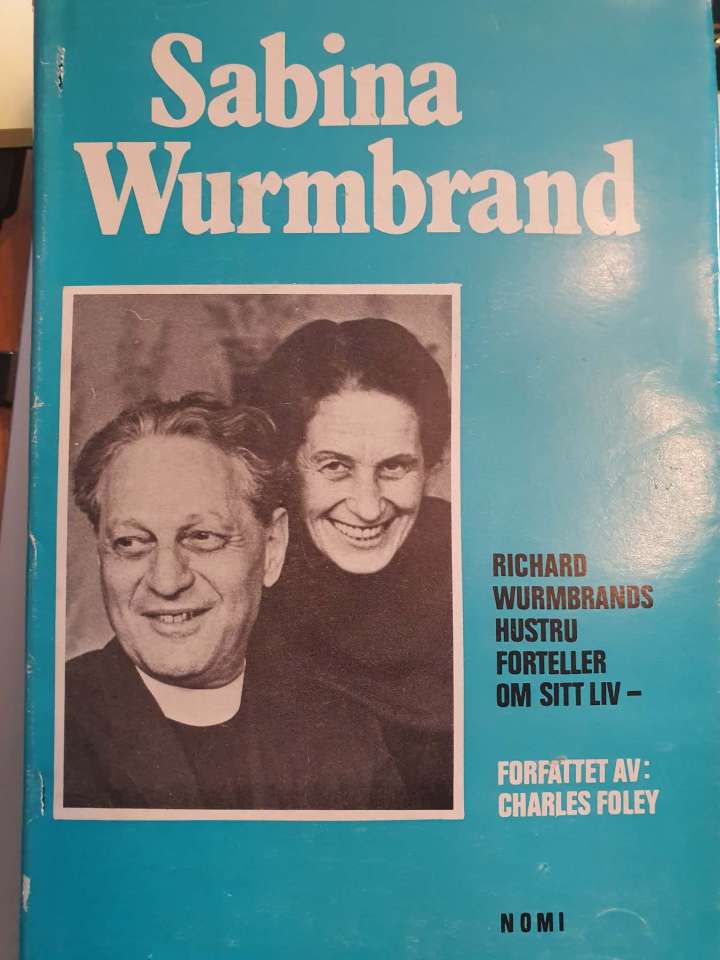 Sabina
Wurmbrand
RICHARD
WURMBRANDS
HUSTRU
FORTELLER
OM SITT LIV –
FORFATTET AV:
CHARLES FOLEY
NOMI